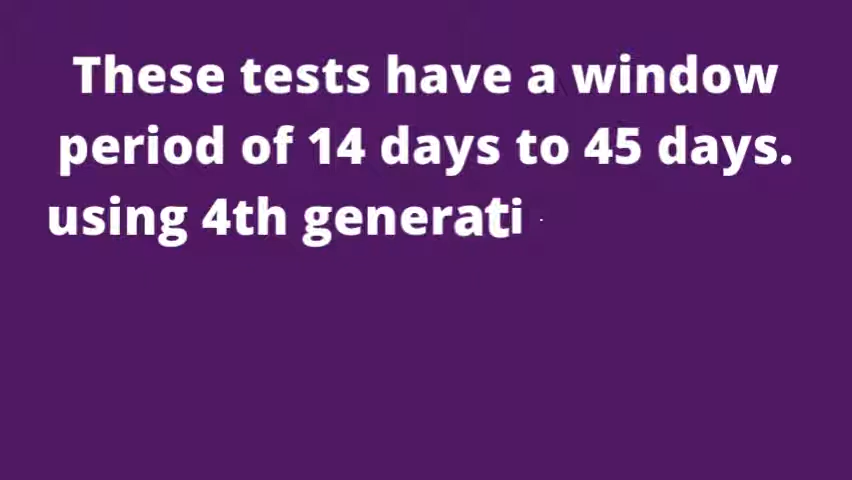 These tests have a window
period of 14 days to 45 days.
using 4th generati